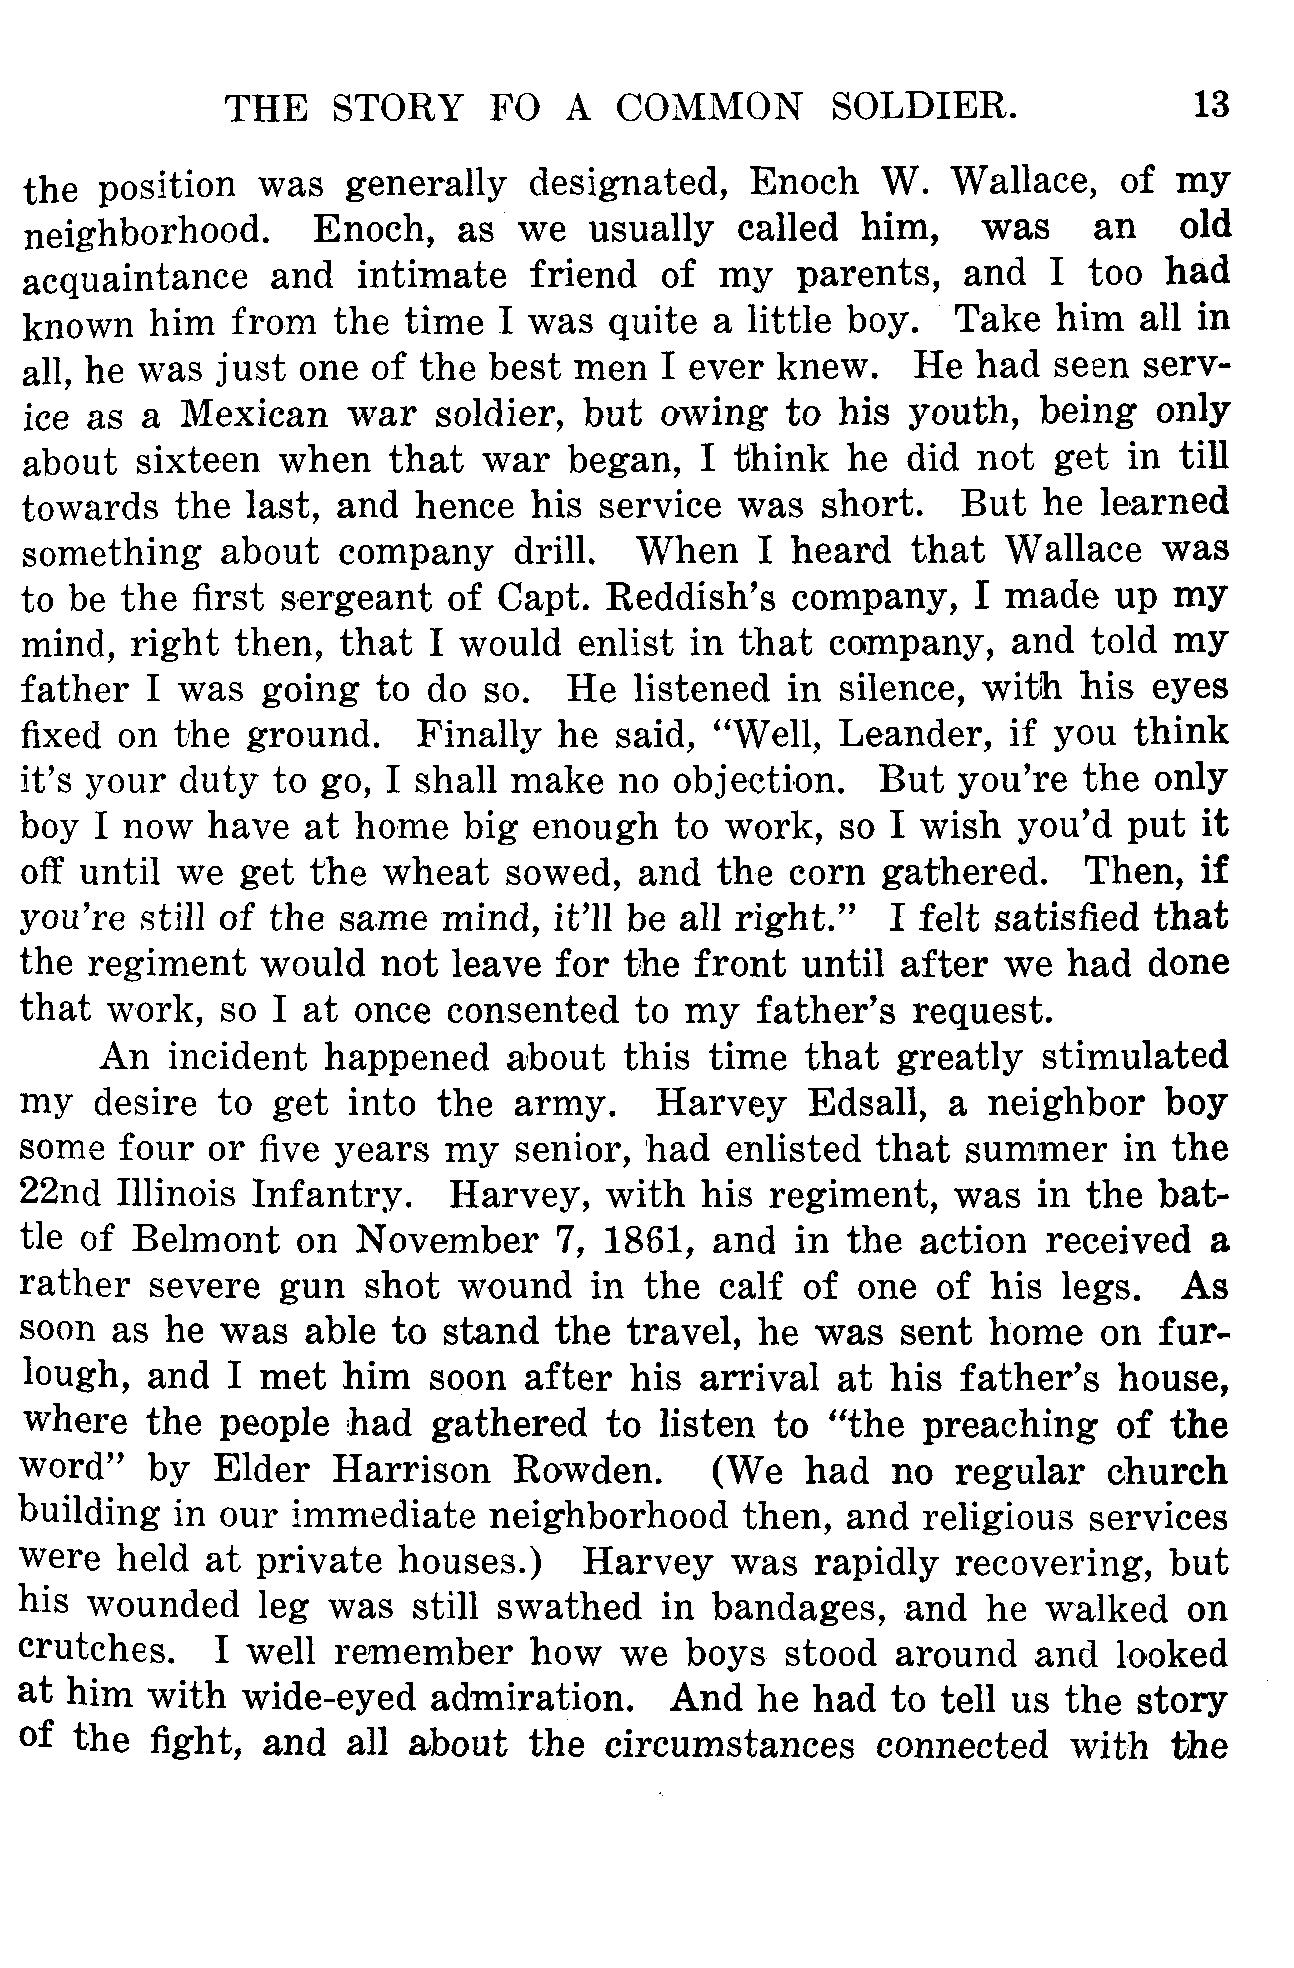 THE STORY FO A COMMON SOLDIER. 13
the position was generally designated, Enoch W. Wallace, of my
neighborhood. Enoch, as we usually called him, was an old
acquaintance and intimate friend of my parents, and I too had
known him from the time I was quite a little boy. Take him all in
all, he was just one of the best men I ever knew. He had seen serv-
ice as a Mexican war soldier, but owing to his youth, being only
about sixteen when that war began, I think he did not get in till
towards the last, and hence his service was short. But he learned
something about company drill. When I heard that Wallace was
to be the first sergeant of Capt. Reddish's company, I made up my
mind, right then, that I would enlist in that company, and told my
father I was going to do so. He listened in silence, with his eyes
fixed on the ground. Finally he said, "Well, Leander, if you think
it's your duty to go, I shall make no objection. But you're the only
boy I now have at home big enough to work, so I wish you'd put it
off until we get the wheat sowed, and the corn gathered. Then, if
you're still of the same mind, it'll be all right." I felt satisfied that
the regiment would not leave for the front until after we had done
that work, so I at once consented to my father's request.
An incident happened about this time that greatly stimulated
my desire to get into the army. Harvey Edsall, a neighbor boy
some four or five years my senior, had enlisted that summer in the
22nd Illinois Infantry. Harvey, with his regiment, was in the bat-
tle of Belmont on November 7, 1861, and in the action received a
rather severe gun shot wound in the calf of one of his legs. As
soon as he was able to stand the travel, he was sent home on fur-
lough, and I met him soon after his arrival at his father's house,
where the people had gathered to listen to "the preaching of the
word" by Elder Harrison Rowden. (We had no regular church
building in our immediate neighborhood then, and religious services
were held at private houses.) Harvey was rapidly recovering, but
his wounded leg was still swathed in bandages, and he walked on
crutches. I well remember how we boys stood around and looked
at him with wide-eyed admiration. And he had to tell us the story
of the fight, and all about the circumstances connected with the